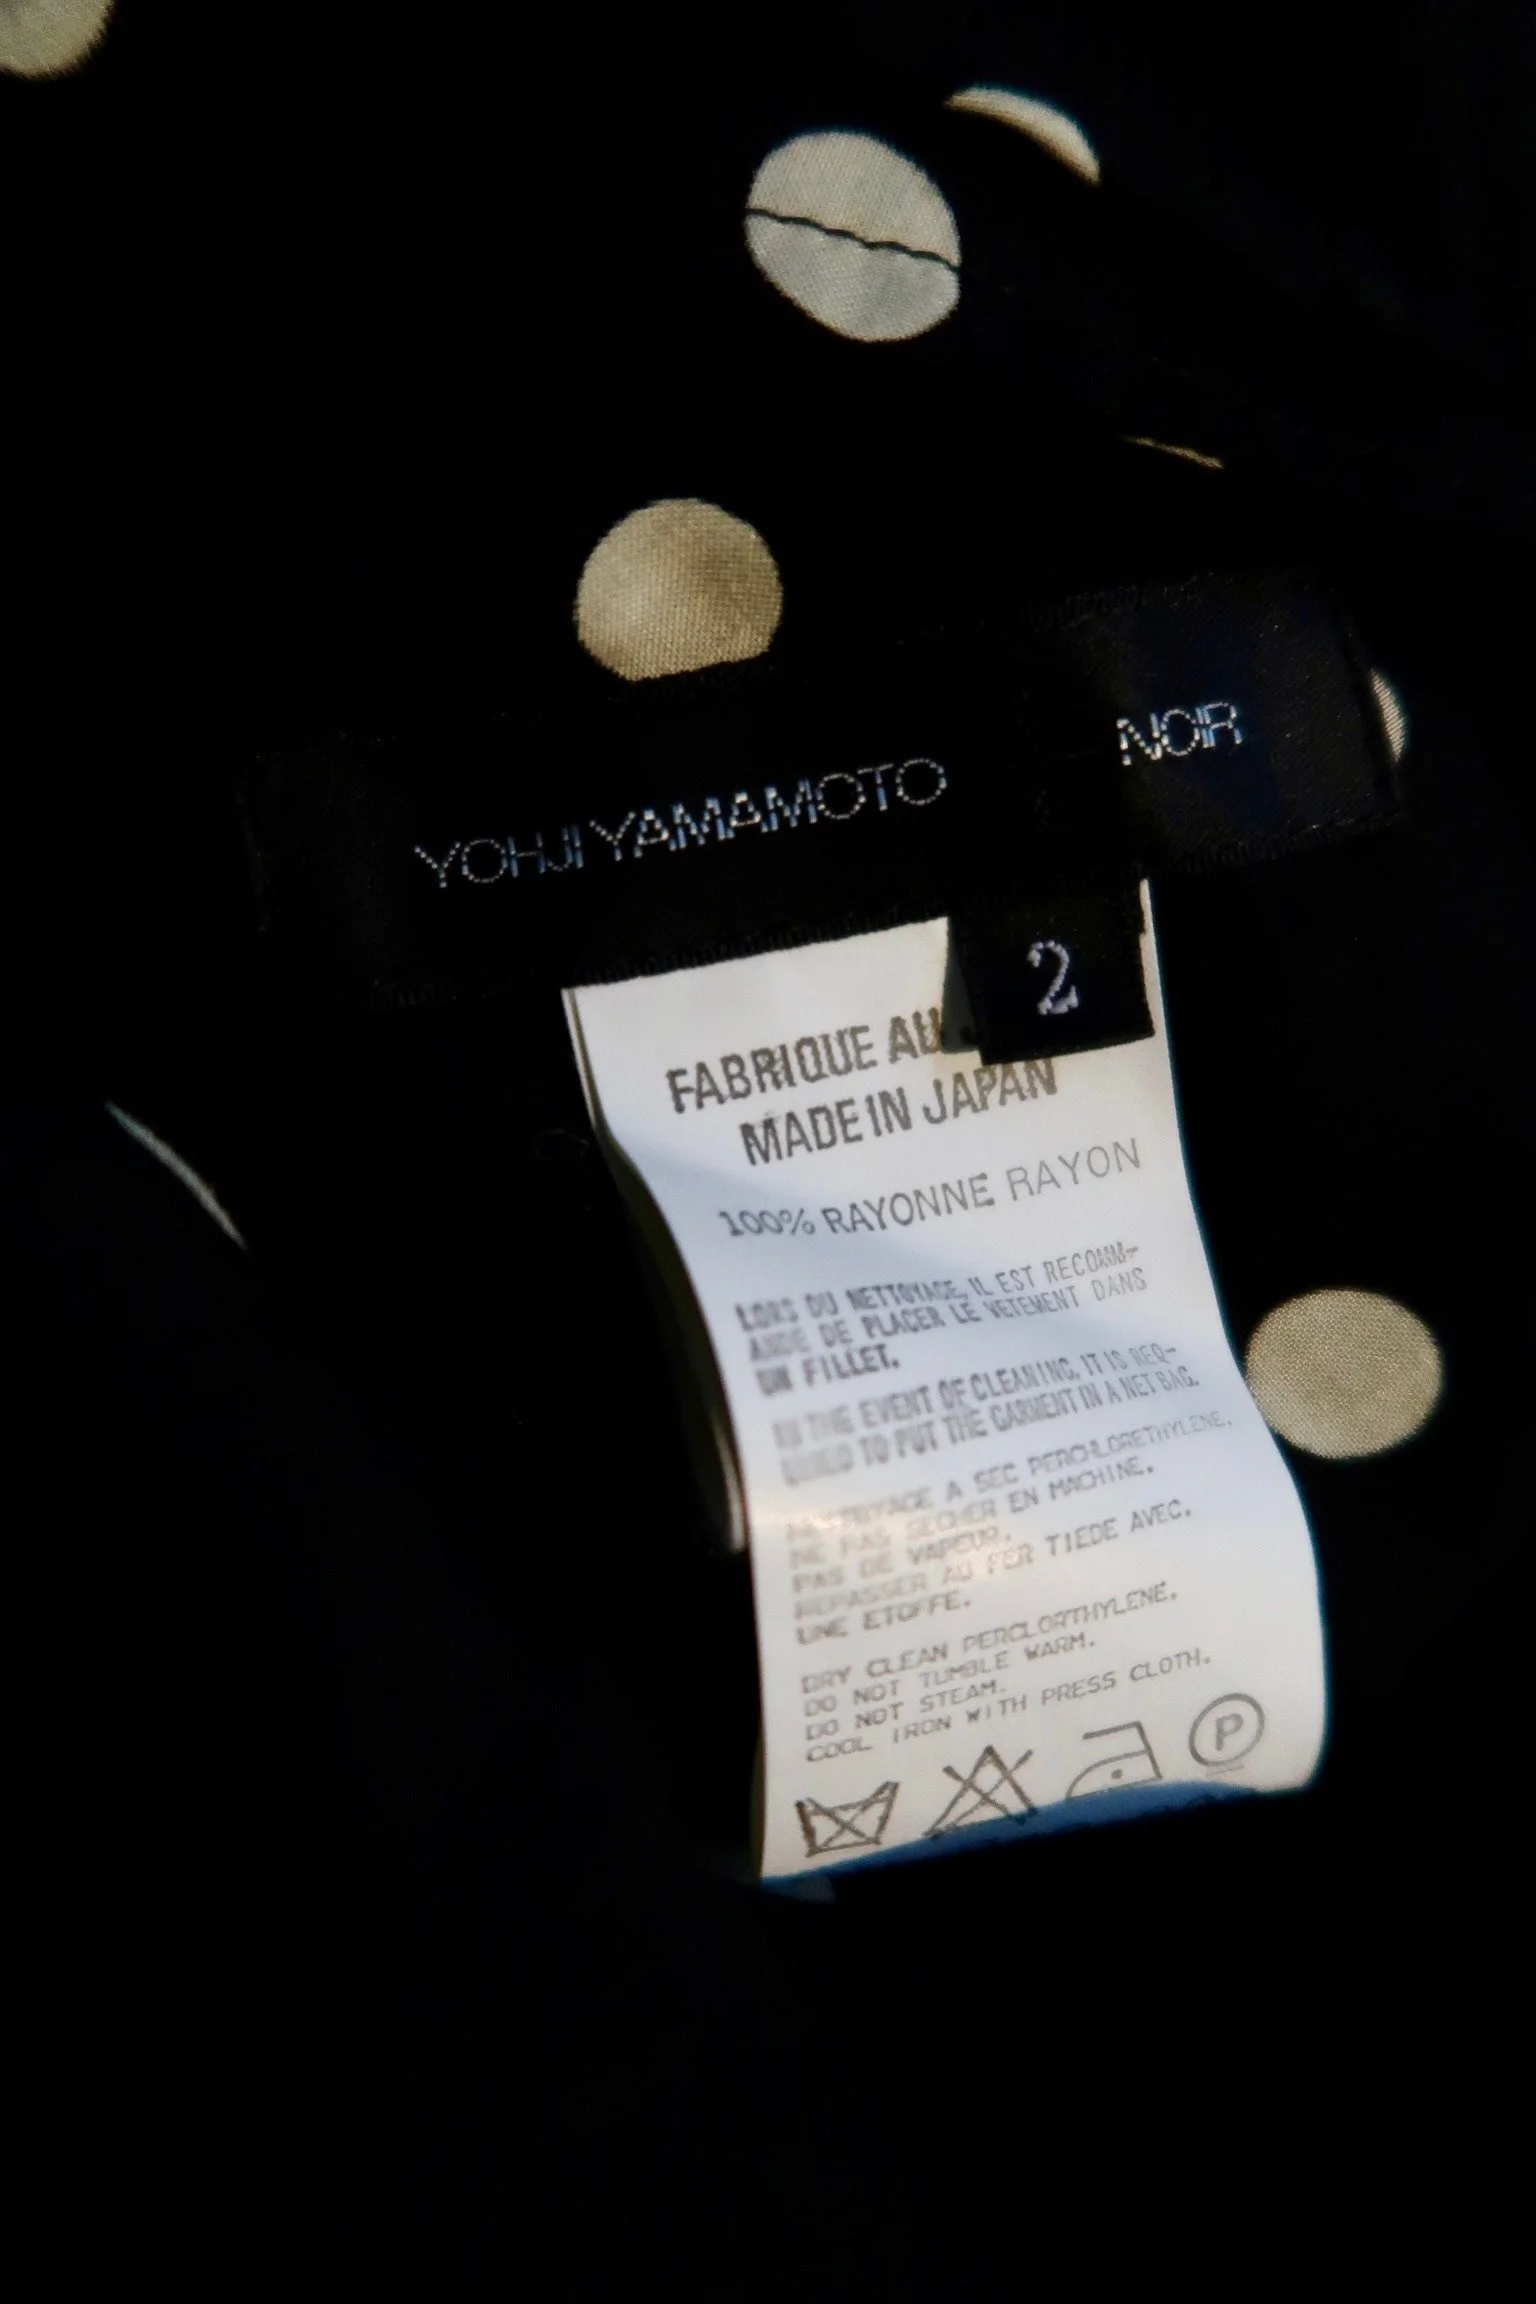 YOHJI YAMAMOTO NOIR
2
FABRIQUE AU
MADE IN JAPAN
100% RAYONNE RAYON
LORS DU NETTOYAGE, IL EST RECOMM-
ANDE DE PLACER LE VETEMENT DANS
UN FILLET.
IN THE EVENT OF CLEANING, IT IS REQ-
UIRED TO PUT THE GARMENT IN A NET BAG.
NETTOYAGE A SEC PERCHLORETHYLENE.
NE PAS SECHER EN MACHINE.
PAS DE VAPEUR.
REPASSER AU FER TIEDE AVEC.
UNE ETOFFE.
DRY CLEAN PERCLORTHYLENE.
DO NOT TUMBLE WARM.
DO NOT STEAM.
COOL IRON WITH PRESS CLOTH.
P